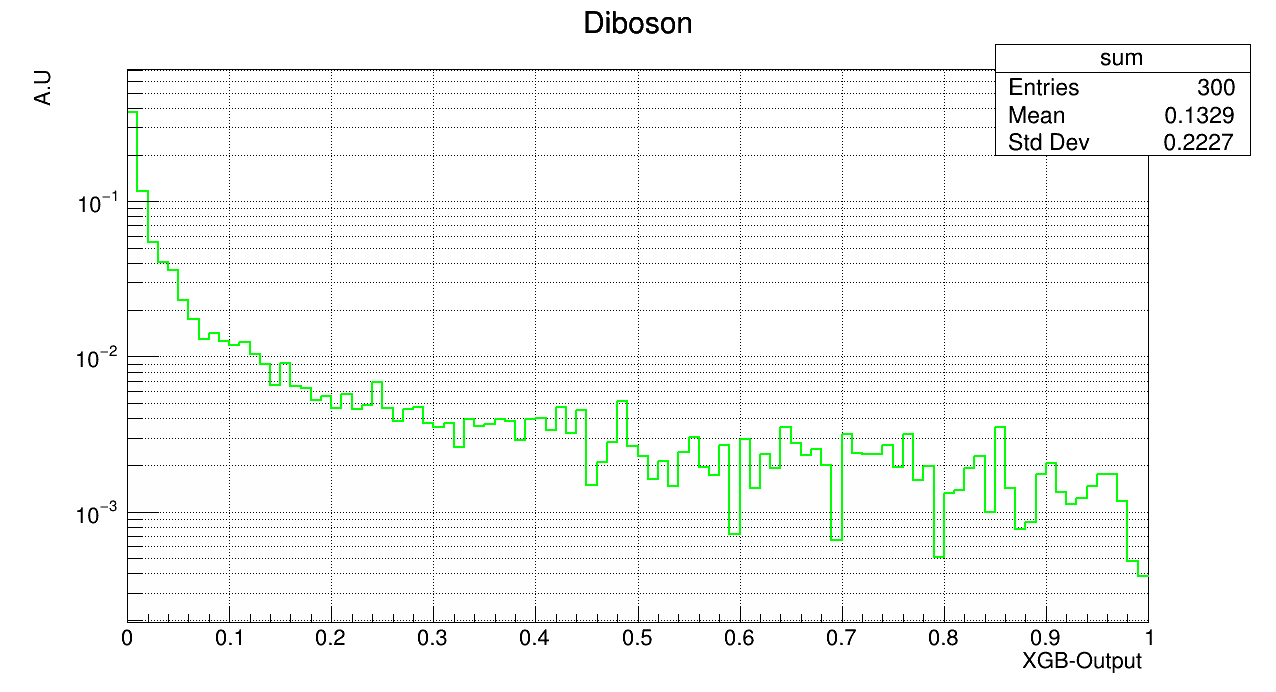 Diboson
A.U
sum
Entries 300
Mean 0.1329
Std Dev 0.2227
10⁻¹
10⁻²
10⁻³
0 0.1 0.2 0.3 0.4 0.5 0.6 0.7 0.8 0.9 1
XGB-Output